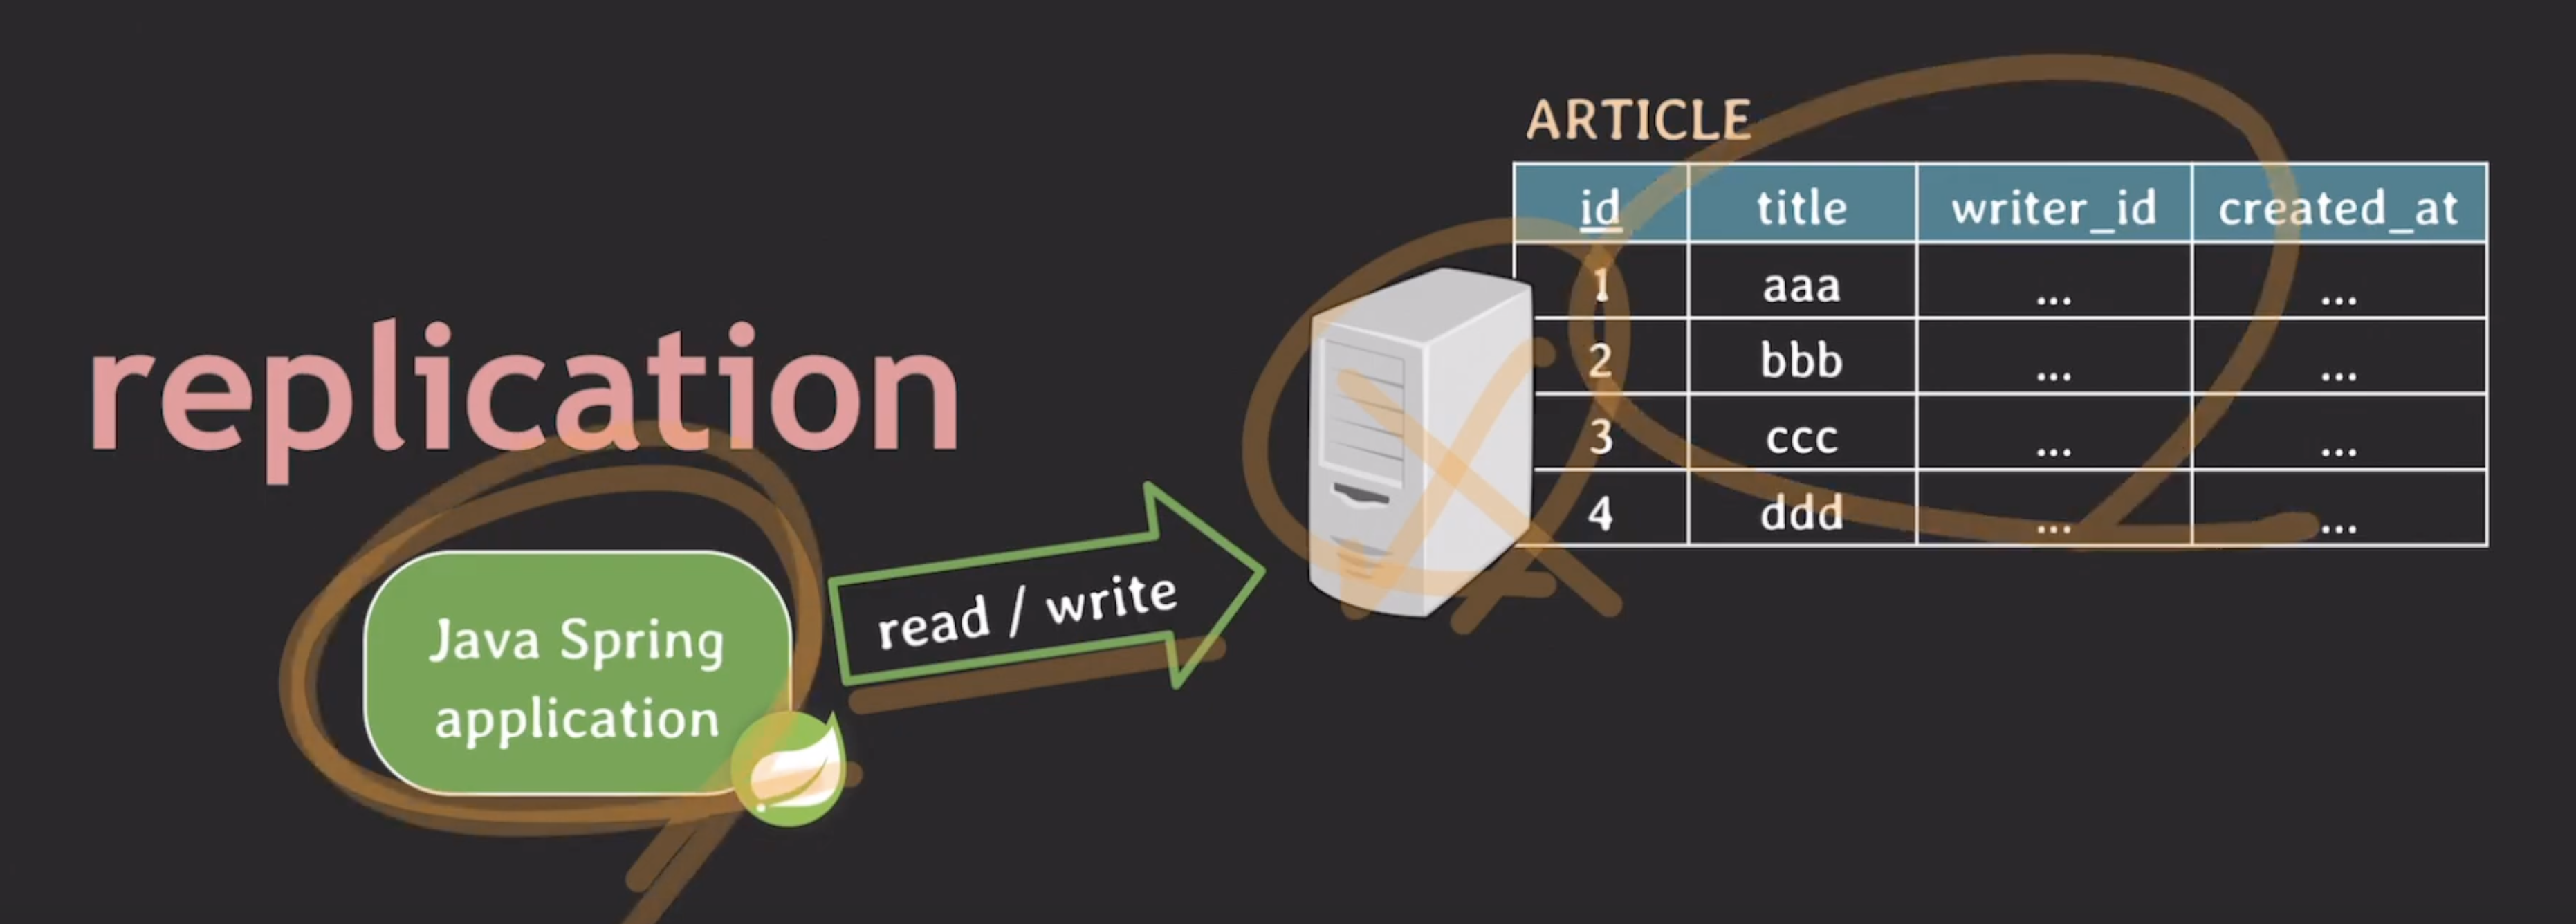 replication
Java Spring
application
read / write
ARTICLE
id title writer_id created_at
1 aaa ... ...
2 bbb ... ...
3 ccc ... ...
4 ddd ... ...